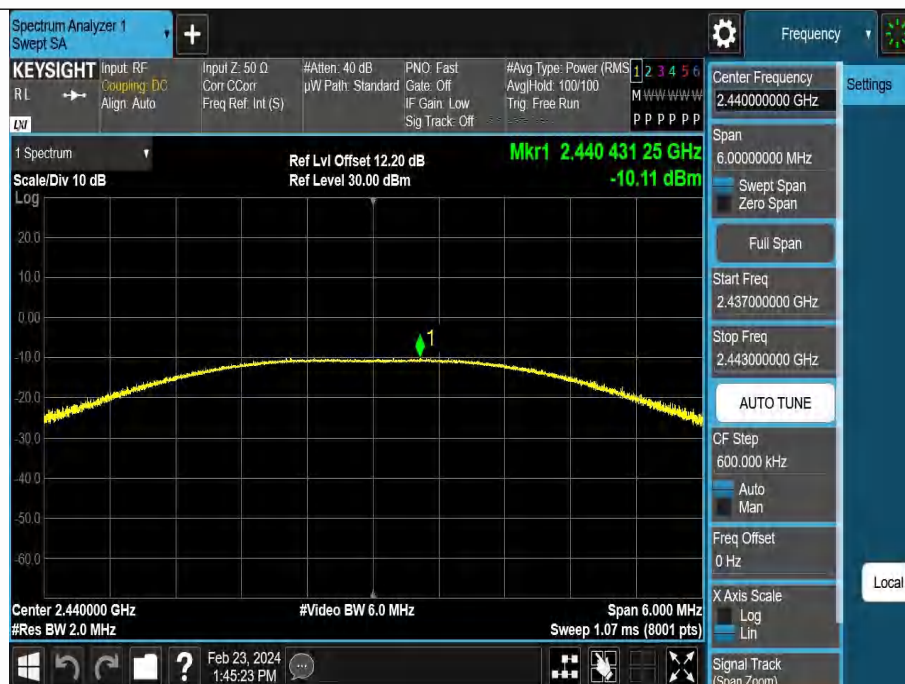 Spectrum Analyzer 1
Swept SA
+
Frequency
KEYSIGHT
RL
LXI
Input: RF
Coupling: DC
Align: Auto
Input Z: 50 Ω
Corr CCorr
Freq Ref: Int (S)
#Atten: 40 dB
µW Path: Standard
PNO: Fast
Gate: Off
IF Gain: Low
Sig Track: Off
#Avg Type: Power (RMS
Avg|Hold: 100/100
Trig: Free Run
1 2 3 4 5 6
M W W W W W
P P P P P P
1 Spectrum
Scale/Div 10 dB
Log
Ref Lvl Offset 12.20 dB
Ref Level 30.00 dBm
Mkr1 2.440 431 25 GHz
-10.11 dBm
20.0
10.0
0.00
-10.0
-20.0
-30.0
-40.0
-50.0
-60.0
1
Center 2.440000 GHz
#Res BW 2.0 MHz
#Video BW 6.0 MHz
Span 6.000 MHz
Sweep 1.07 ms (8001 pts)
?
Feb 23, 2024
1:45:23 PM
Center Frequency
2.440000000 GHz
Span
6.00000000 MHz
Swept Span
Zero Span
Full Span
Start Freq
2.437000000 GHz
Stop Freq
2.443000000 GHz
AUTO TUNE
CF Step
600.000 kHz
Auto
Man
Freq Offset
0 Hz
X Axis Scale
Log
Lin
Signal Track
(Span Zoom)
Settings
Local